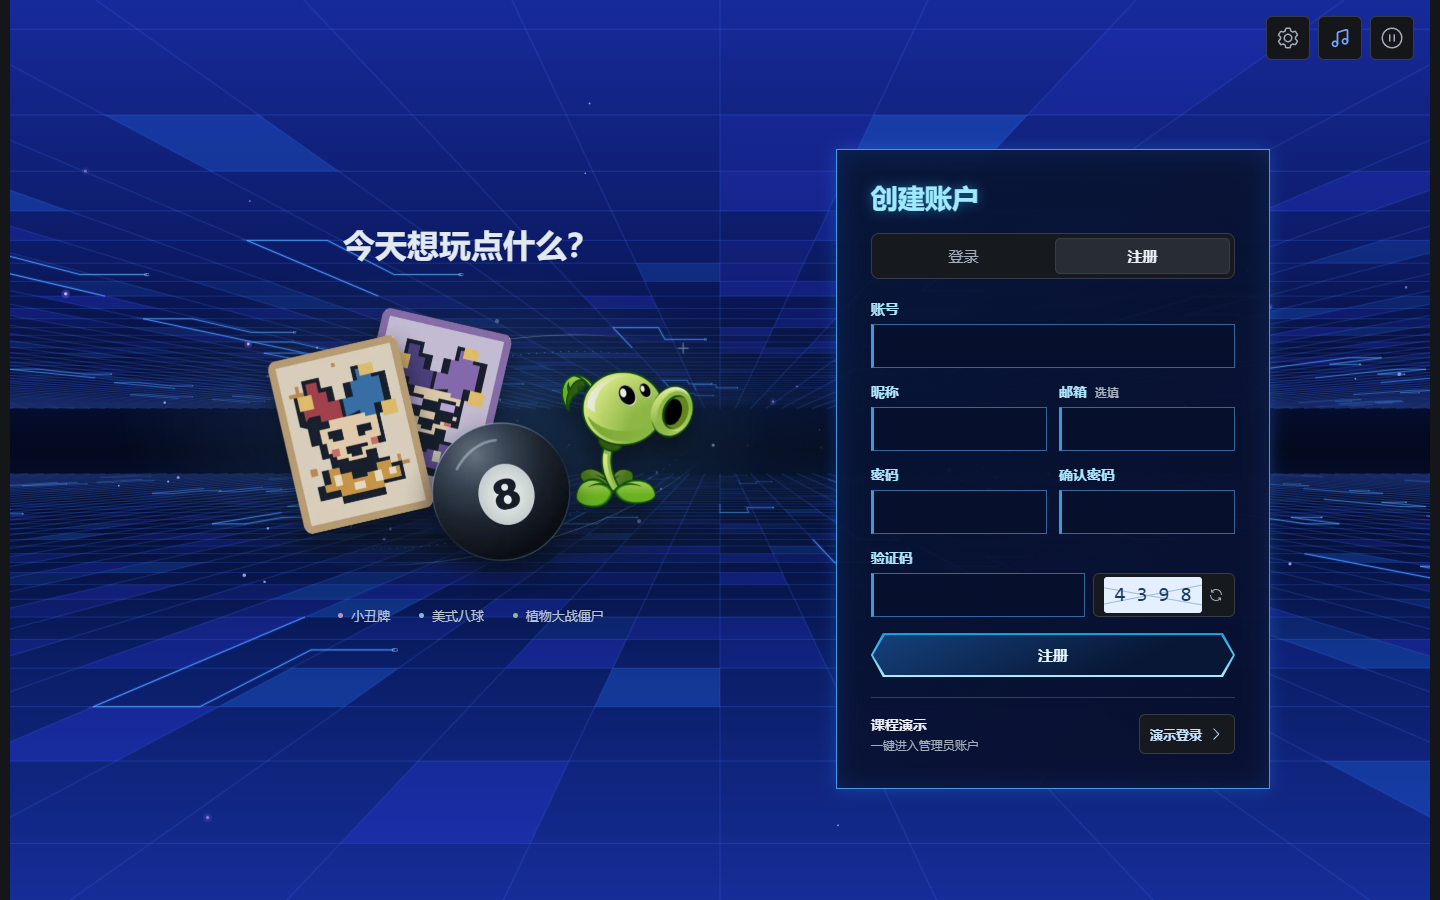 今天想玩点什么?
8
小丑牌
美式八球
植物大战僵尸
创建账户
登录
注册
账号
昵称
邮箱 选填
密码
确认密码
验证码
4 3 9 8
注册
课程演示
一键进入管理员账户
演示登录